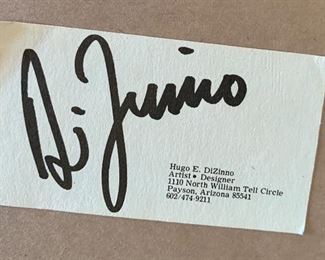 DiZinno
Hugo E. DiZinno
Artist • Designer
1110 North William Tell Circle
Payson, Arizona 85541
602/474-9211